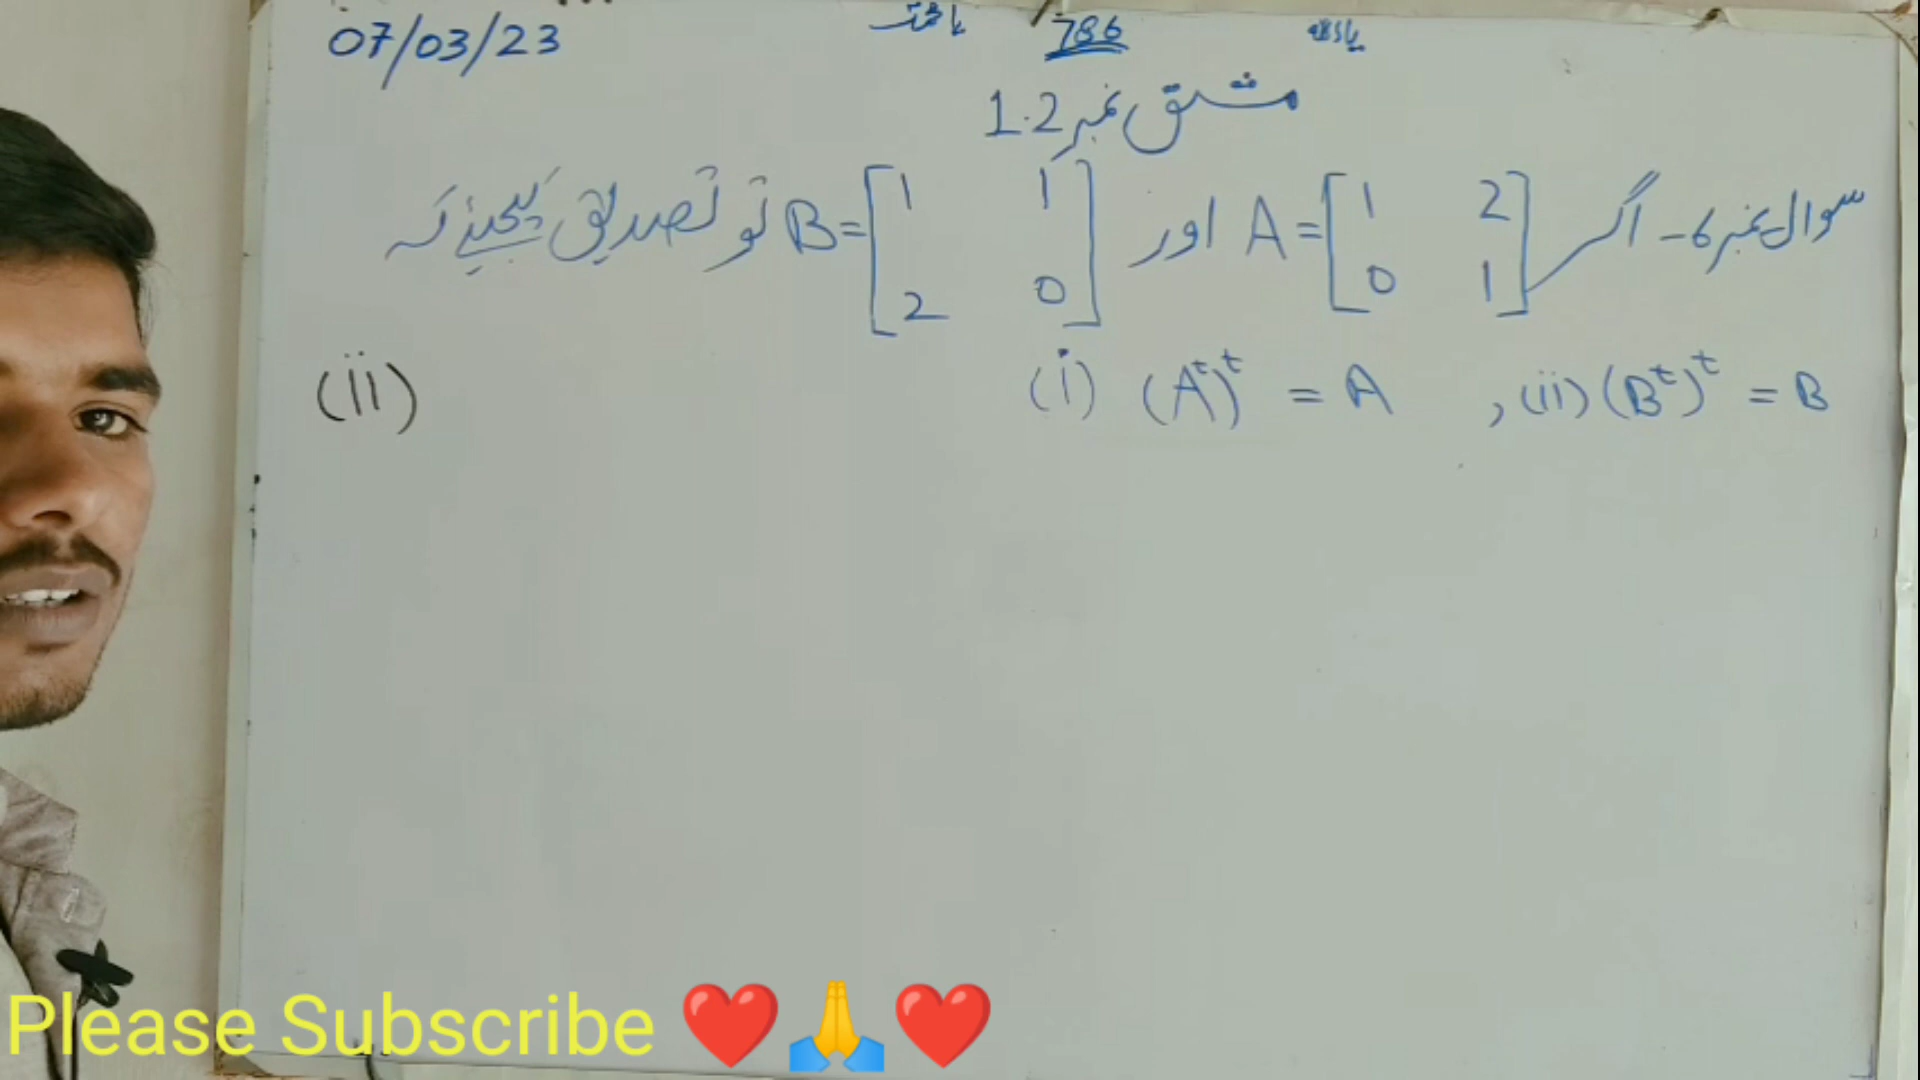 07/03/23 یا محمدؐ 786 یا اللہ
مشق نمبر 1.2
سوال نمبر 6- اگر A = [1 2 0 1] اور B = [1 1 2 0] تو تصدیق کیجئے کہ
(i) (Aᵗ)ᵗ = A , (ii) (Bᵗ)ᵗ = B
(ii)
Please Subscribe ❤️🙏❤️